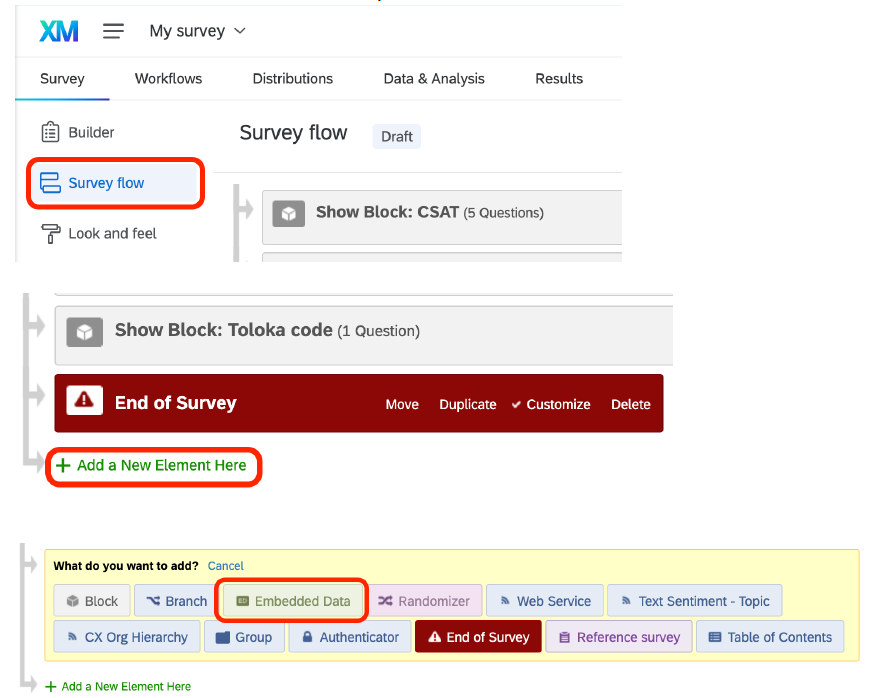 XM My survey
Survey Workflows Distributions Data & Analysis Results
Builder
Survey flow Draft
Survey flow
Show Block: CSAT (5 Questions)
Look and feel
Show Block: Toloka code (1 Question)
End of Survey Move Duplicate Customize Delete
+ Add a New Element Here
What do you want to add? Cancel
Block Branch ED Embedded Data Randomizer Web Service Text Sentiment - Topic
CX Org Hierarchy Group Authenticator End of Survey Reference survey Table of Contents
+ Add a New Element Here